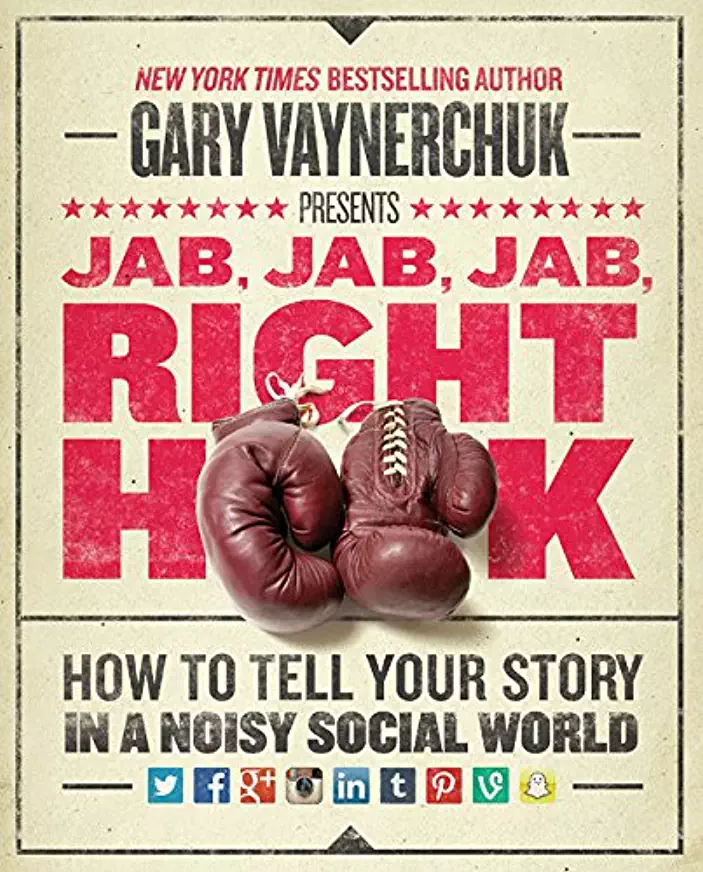 NEW YORK TIMES BESTSELLING AUTHOR
GARY VAYNERCHUK
PRESENTS
JAB, JAB, JAB,
RIGHT
HOOK
HOW TO TELL YOUR STORY
IN A NOISY SOCIAL WORLD
f g+ in t